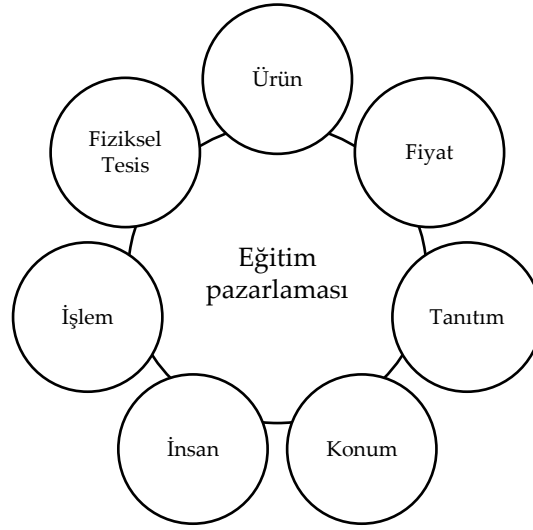 Ürün
Fiyat
Tanıtım
Konum
İnsan
İşlem
Fiziksel
Tesis
Eğitim
pazarlaması